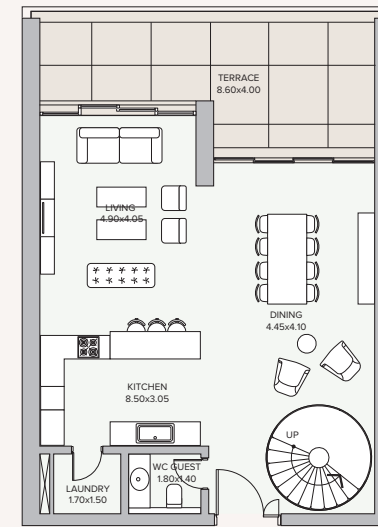 TERRACE
8.60x4.00
LIVING
4.90x4.05
DINING
4.45x4.10
KITCHEN
8.50x3.05
UP
WC GUEST
1.80x1.40
LAUNDRY
1.70x1.50